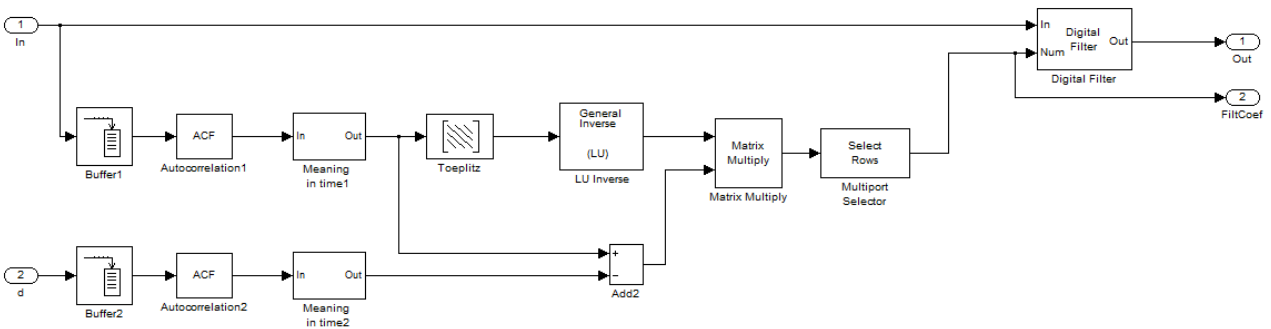 1
In
In
Num
Digital
Filter
Out
Digital Filter
1
Out
2
FiltCoef
Buffer1
ACF
Autocorrelation1
In
Out
Meaning
in time1
Toeplitz
General
Inverse
(LU)
LU Inverse
Matrix
Multiply
Matrix Multiply
Select
Rows
Multiport
Selector
2
d
Buffer2
ACF
Autocorrelation2
In
Out
Meaning
in time2
+
−
Add2